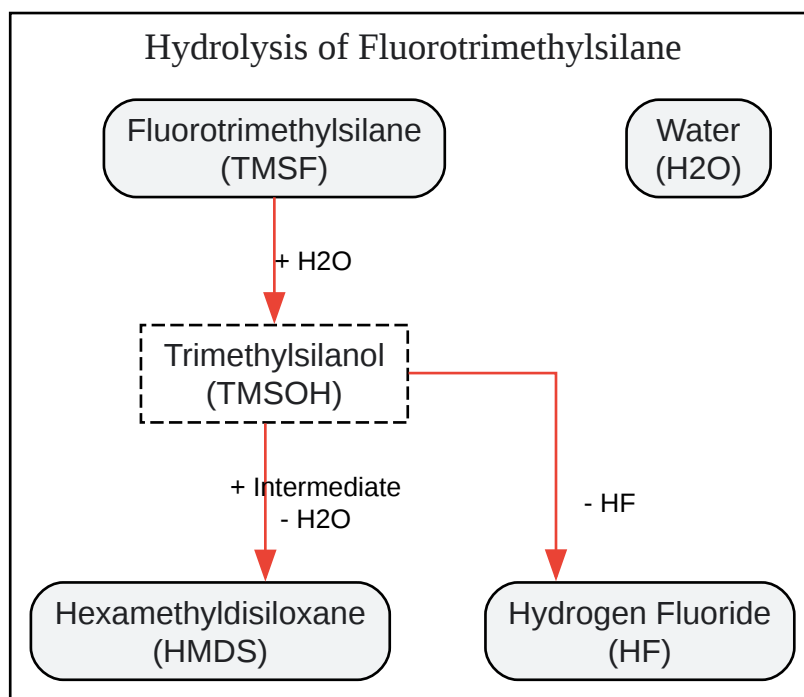 Hydrolysis of Fluorotrimethylsilane
Fluorotrimethylsilane
(TMSF)
Water
(H2O)
+ H2O
Trimethylsilanol
(TMSOH)
+ Intermediate
- H2O
- HF
Hexamethyldisiloxane
(HMDS)
Hydrogen Fluoride
(HF)